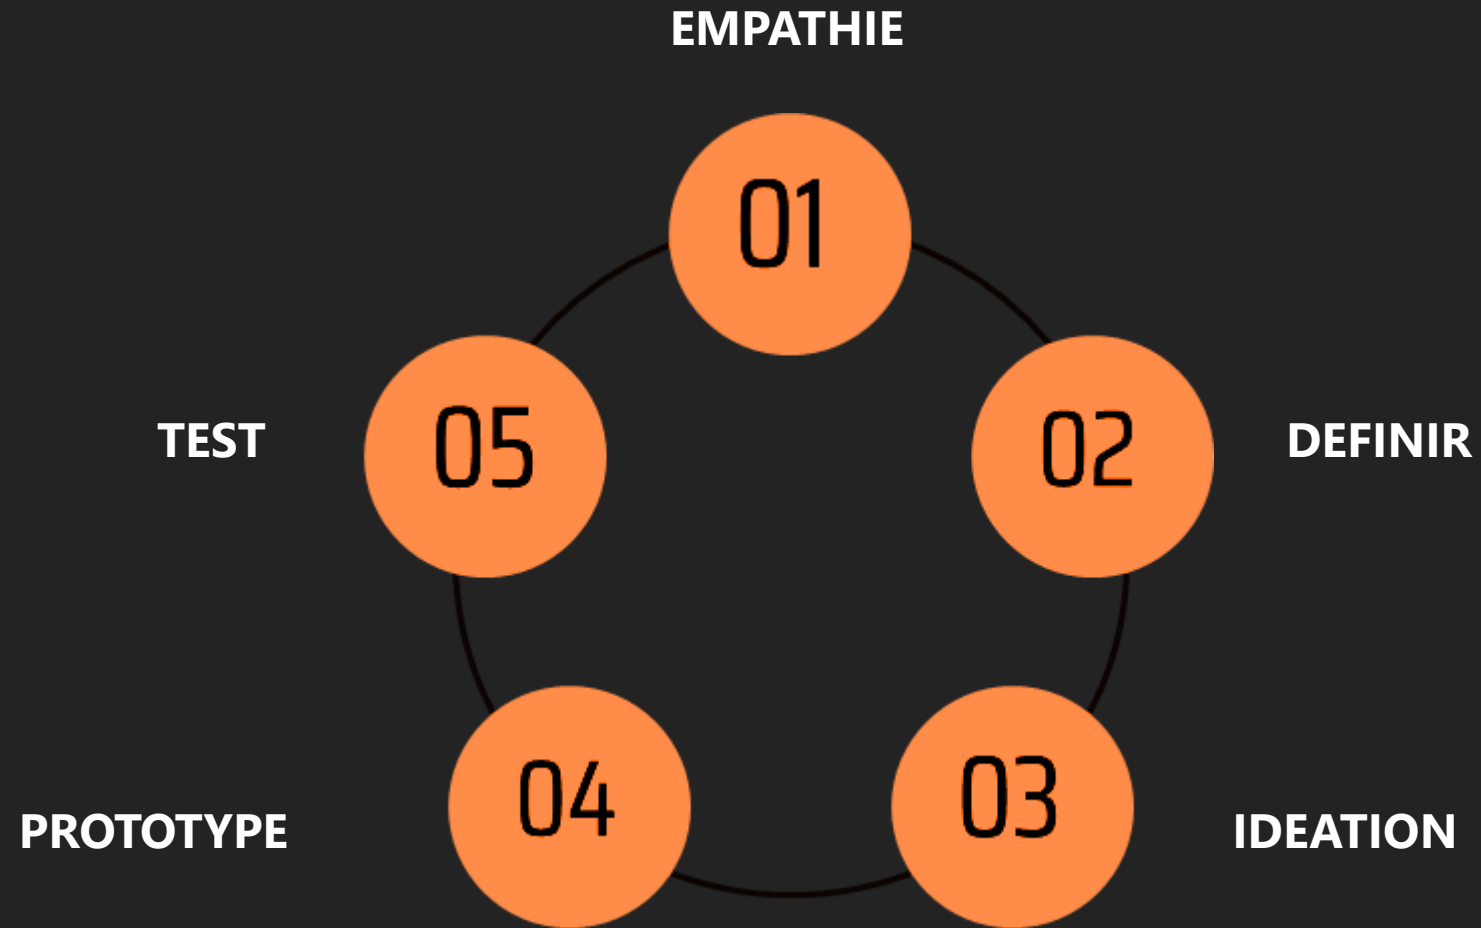 EMPATHIE
01
02
DEFINIR
03
IDEATION
04
PROTOTYPE
05
TEST